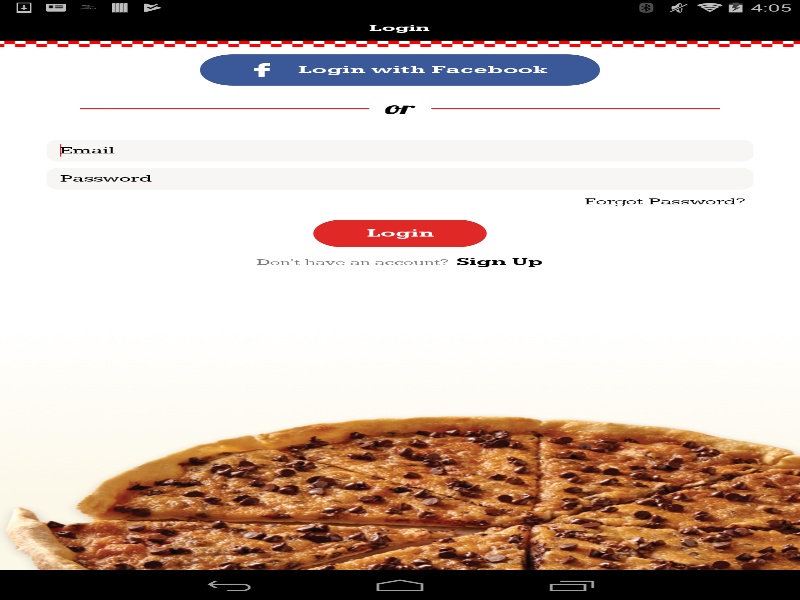 4:05
Login
f Login with Facebook
or
Email
Password
Forgot Password?
Login
Don't have an account? Sign Up